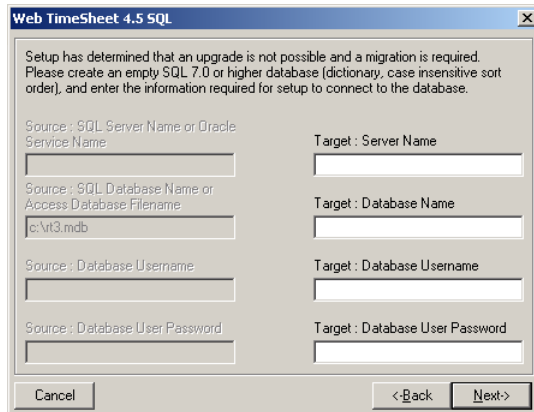 Web TimeSheet 4.5 SQL
Setup has determined that an upgrade is not possible and a migration is required.
Please create an empty SQL 7.0 or higher database (dictionary, case insensitive sort
order), and enter the information required for setup to connect to the database.
Source : SQL Server Name or Oracle
Service Name
Target : Server Name
Source : SQL Database Name or
Access Database Filename
Target : Database Name
c:\rt3.mdb
Source : Database Username
Target : Database Username
Source : Database User Password
Target : Database User Password
Cancel
<-Back
Next->